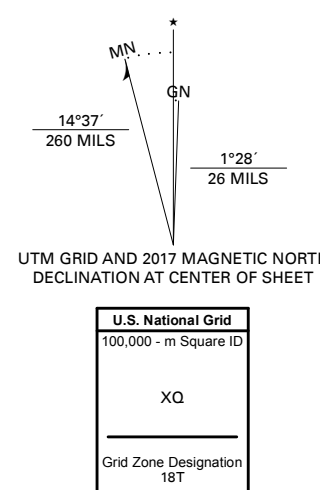 ★
MN
GN
14°37´
260 MILS
1°28´
26 MILS
UTM GRID AND 2017 MAGNETIC NORTH
DECLINATION AT CENTER OF SHEET
U.S. National Grid
100,000 - m Square ID
XQ
Grid Zone Designation
18T